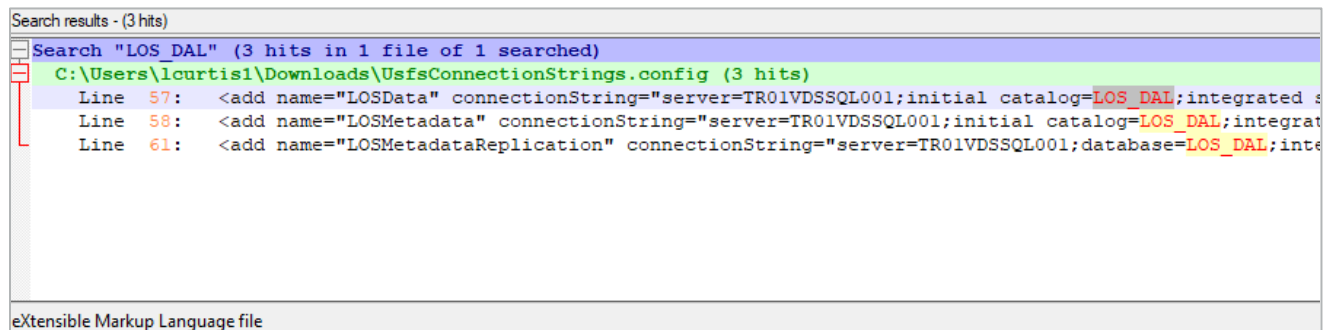 Search results - (3 hits)
Search "LOS_DAL" (3 hits in 1 file of 1 searched)
C:\Users\lcurtis1\Downloads\UsfsConnectionStrings.config (3 hits)
Line 57: <add name="LOSData" connectionString="server=TR01VDSSQL001;initial catalog=LOS_DAL;integrated s
Line 58: <add name="LOSMetadata" connectionString="server=TR01VDSSQL001;initial catalog=LOS_DAL;integrat
Line 61: <add name="LOSMetadataReplication" connectionString="server=TR01VDSSQL001;database=LOS_DAL;inte
eXtensible Markup Language file